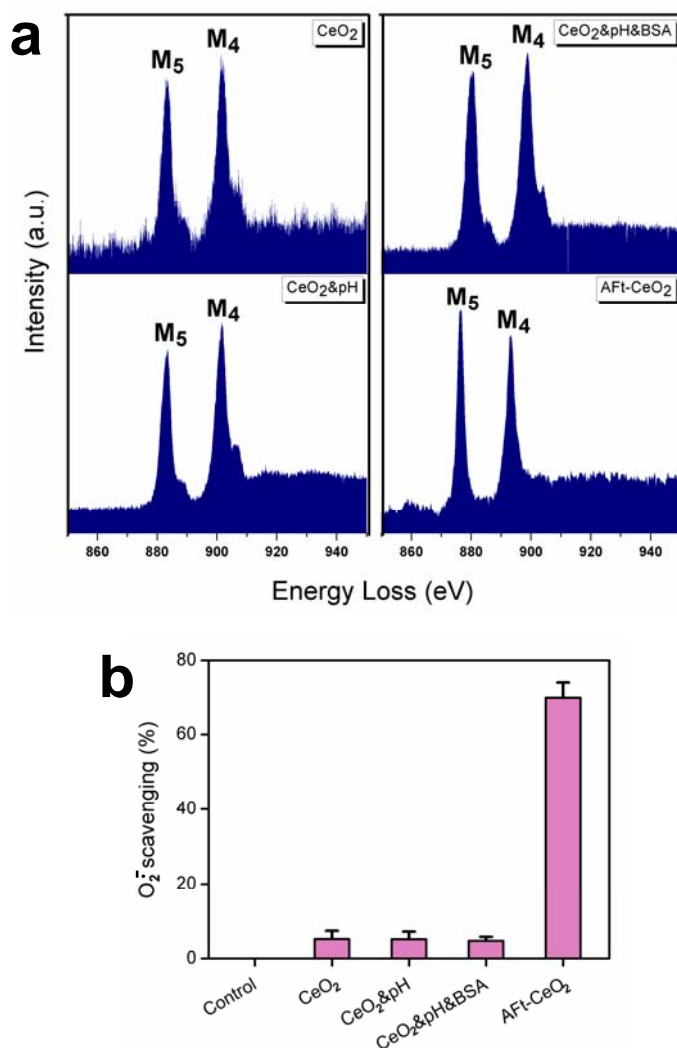 a
CeO₂
M₅
M₄
CeO₂&pH&BSA
M₅
M₄
CeO₂&pH
M₅
M₄
AFt-CeO₂
M₅
M₄
Intensity (a.u.)
860 880 900 920 940
860 880 900 920 940
Energy Loss (eV)
b
80
60
40
20
0
O₂·̄ scavenging (%)
Control
CeO₂
CeO₂&pH
CeO₂&pH&BSA
AFt-CeO₂